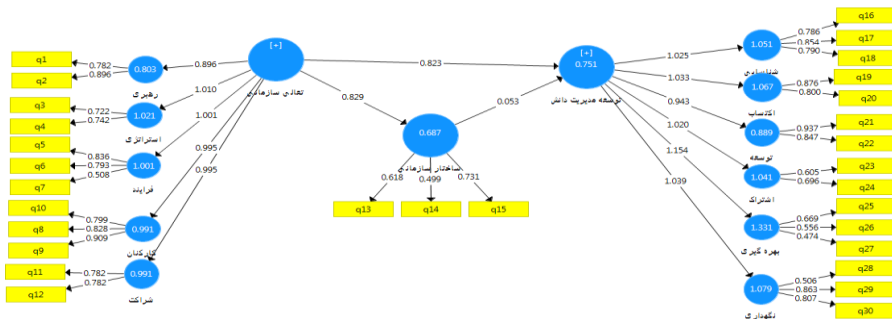 q16
[+]
[+]
0.786
q1
1.051
0.854
q17
0.782
0.896
1.025
0.790
0.803
0.823
0.751
q18
q2
0.896
شناسایی
رهبری
1.033
q19
1.010
تعالی سازمانی
توسعه مدیریت دانش
1.067
0.876
q3
0.829
0.053
0.800
0.722
1.021
1.001
0.943
اکتساب
q20
q4
0.742
0.687
استراتژی
1.020
q21
0.889
0.937
q5
0.847
0.836
0.995
1.154
توسعه
q22
q6
0.793
1.001
ساختار سازمانی
0.508
0.995
0.618
0.499
0.731
1.039
1.041
0.605
q23
q7
فرایند
0.696
اشتراک
q24
q10
q13
q14
q15
0.799
0.669
q25
q8
0.828
0.991
1.331
0.556
q26
0.909
0.474
q9
کارکنان
بهره گیری
q27
q11
0.782
0.991
0.506
q28
q12
0.782
1.079
0.863
q29
شراکت
0.807
نگهداری
q30